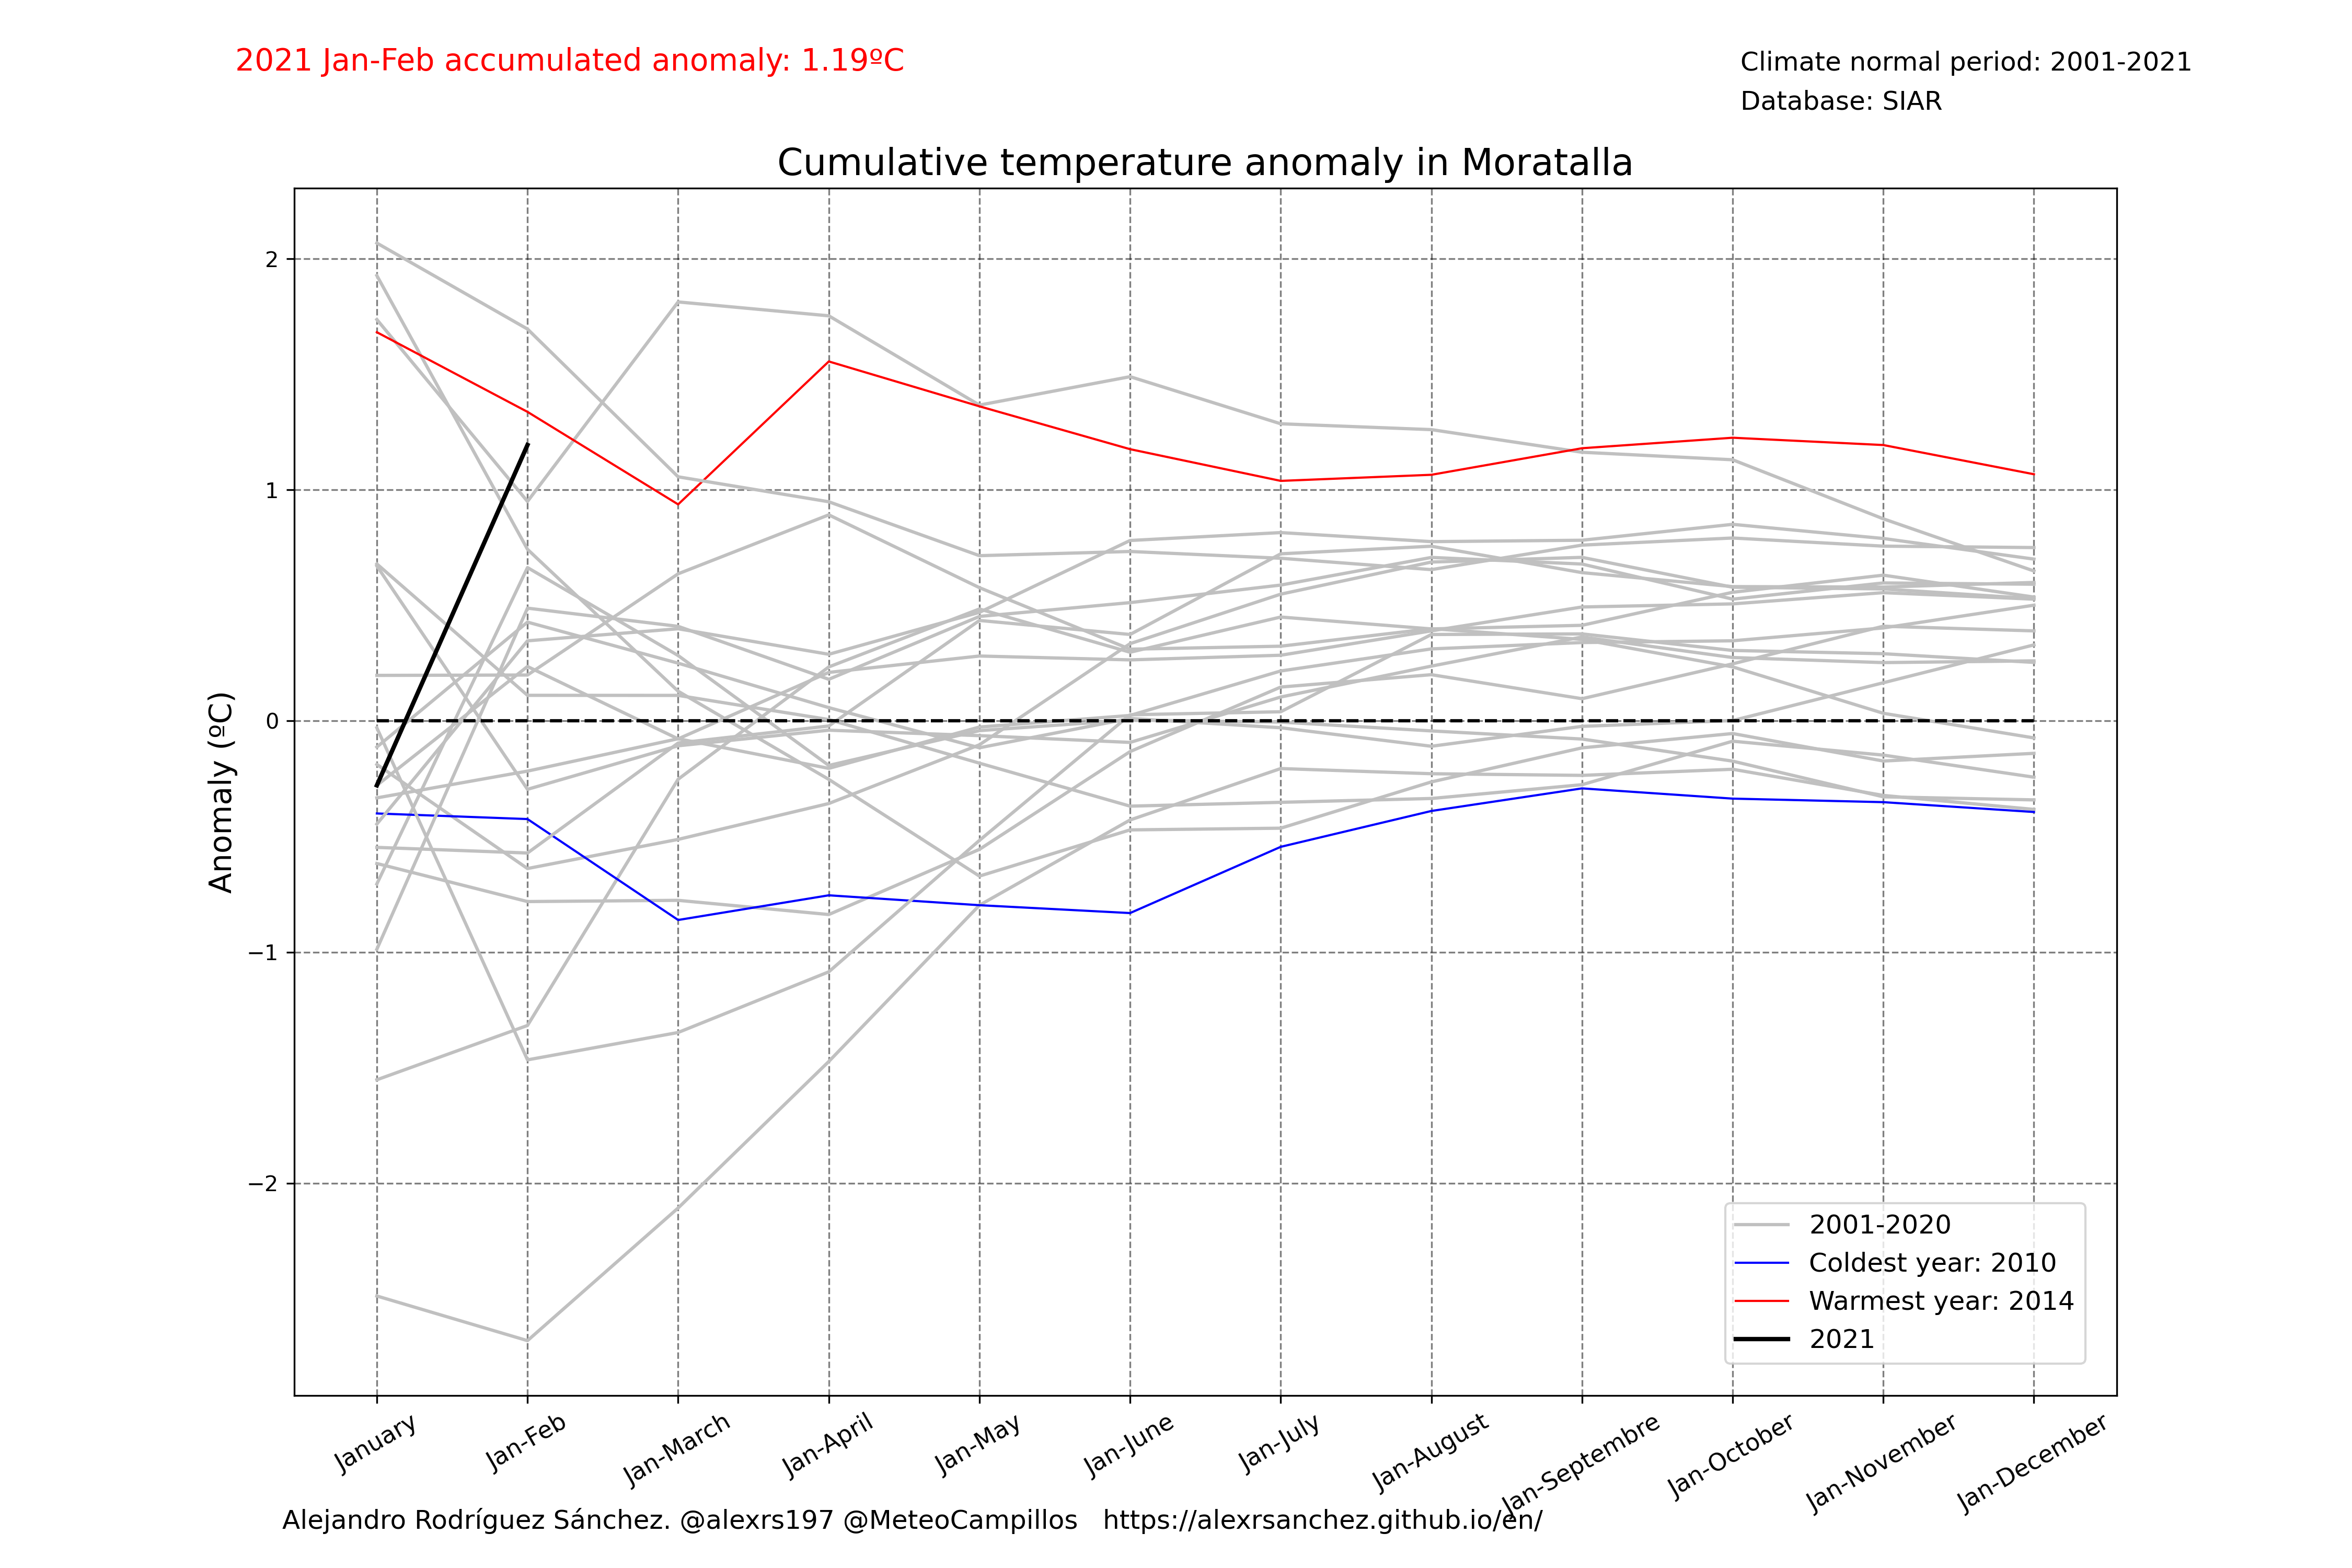 2021 Jan-Feb accumulated anomaly: 1.19ºC
Climate normal period: 2001-2021
Database: SIAR
Cumulative temperature anomaly in Moratalla
Anomaly (ºC)
2
1
0
−1
−2
January
Jan-Feb
Jan-March
Jan-April
Jan-May
Jan-June
Jan-July
Jan-August
Jan-Septembre
Jan-October
Jan-November
Jan-December
2001-2020
Coldest year: 2010
Warmest year: 2014
2021
Alejandro Rodríguez Sánchez. @alexrs197 @MeteoCampillos   https://alexrsanchez.github.io/en/